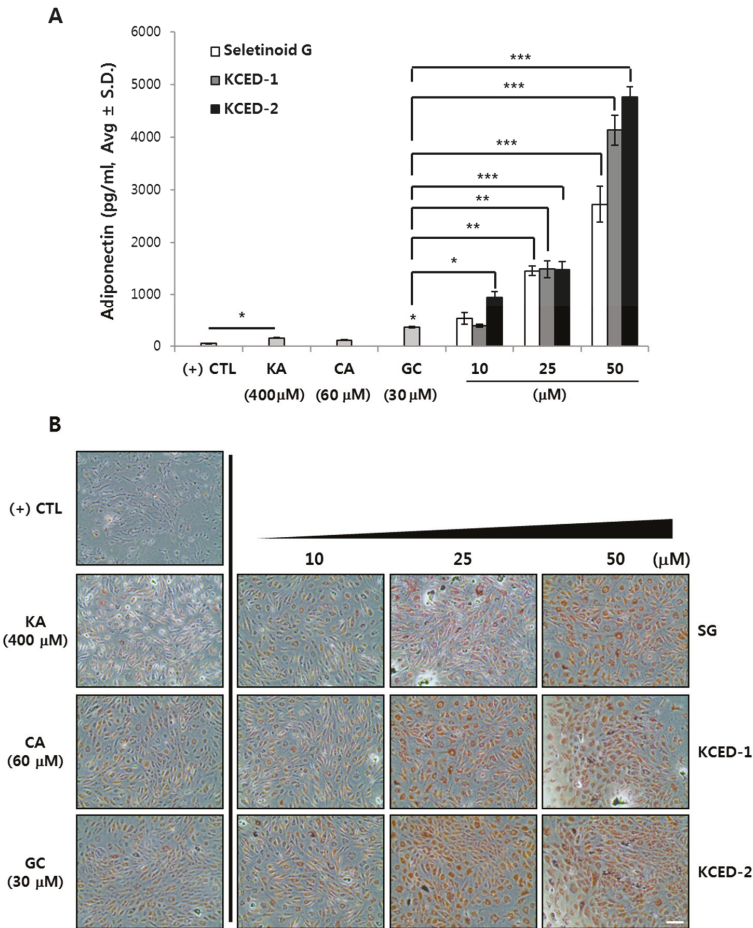 A
Adiponectin (pg/ml, Avg ± S.D.)
6000
5000
4000
3000
2000
1000
0
Seletinoid G
KCED-1
KCED-2
***
***
***
***
**
**
*
*
*
(+) CTL KA CA GC 10 25 50
(400μM) (60 μM) (30 μM) (μM)
B
(+) CTL
10 25 50 (μM)
KA
(400 μM)
SG
CA
(60 μM)
KCED-1
GC
(30 μM)
KCED-2